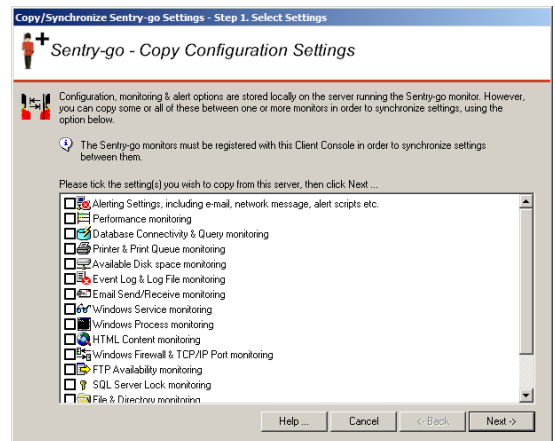 Copy/Synchronize Sentry-go Settings - Step 1. Select Settings
Sentry-go - Copy Configuration Settings
Configuration, monitoring & alert options are stored locally on the server running the Sentry-go monitor. However,
you can copy some or all of these between one or more monitors in order to synchronize settings, using the
option below.
The Sentry-go monitors must be registered with this Client Console in order to synchronize settings
between them.
Please tick the setting(s) you wish to copy from this server, then click Next ...
Alerting Settings, including e-mail, network message, alert scripts etc.
Performance monitoring
Database Connectivity & Query monitoring
Printer & Print Queue monitoring
Available Disk space monitoring
Event Log & Log File monitoring
Email Send/Receive monitoring
Windows Service monitoring
Windows Process monitoring
HTML Content monitoring
Windows Firewall & TCP/IP Port monitoring
FTP Availability monitoring
SQL Server Lock monitoring
File & Directory monitoring
Help ... Cancel <- Back Next ->